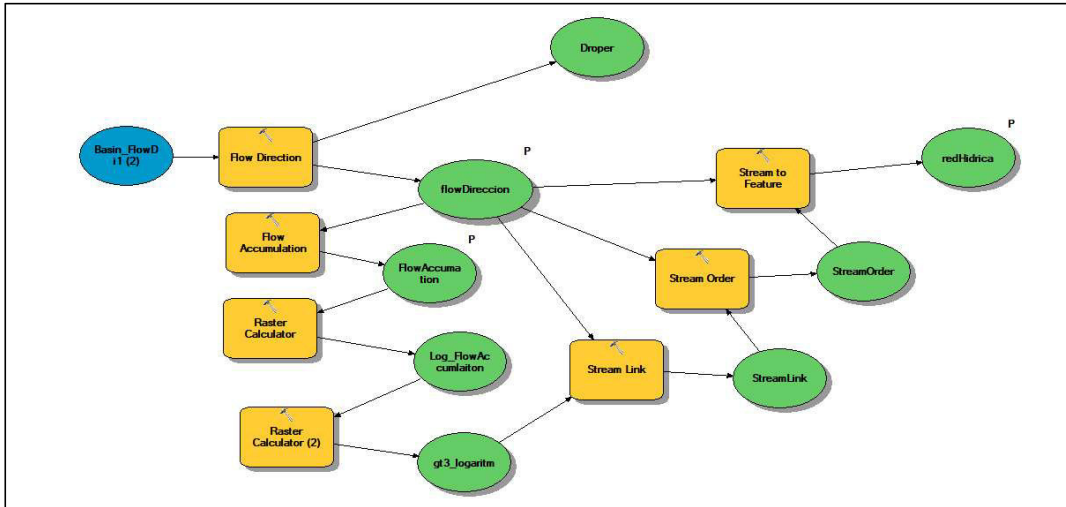 Droper
Basin_FlowD
i1 (2)
Flow Direction
P
redHidrica
P
flowDireccion
Stream to
Feature
Flow
Accumulation
P
FlowAccuma
tion
Stream Order
StreamOrder
Raster
Calculator
Log_FlowAc
cumlaiton
Stream Link
StreamLink
Raster
Calculator (2)
gt3_logaritm